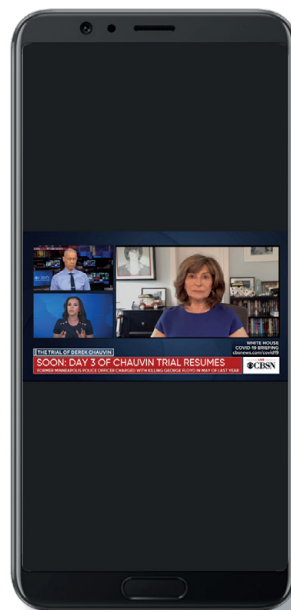 WHITE HOUSE
COVID 19 BRIEFING
cbsnews.com/covid19
THE TRIAL OF DEREK CHAUVIN
SOON: DAY 3 OF CHAUVIN TRIAL RESUMES
FORMER MINNEAPOLIS POLICE OFFICER CHARGED WITH KILLING GEORGE FLOYD IN MAY OF LAST YEAR
LIVE
CBSN